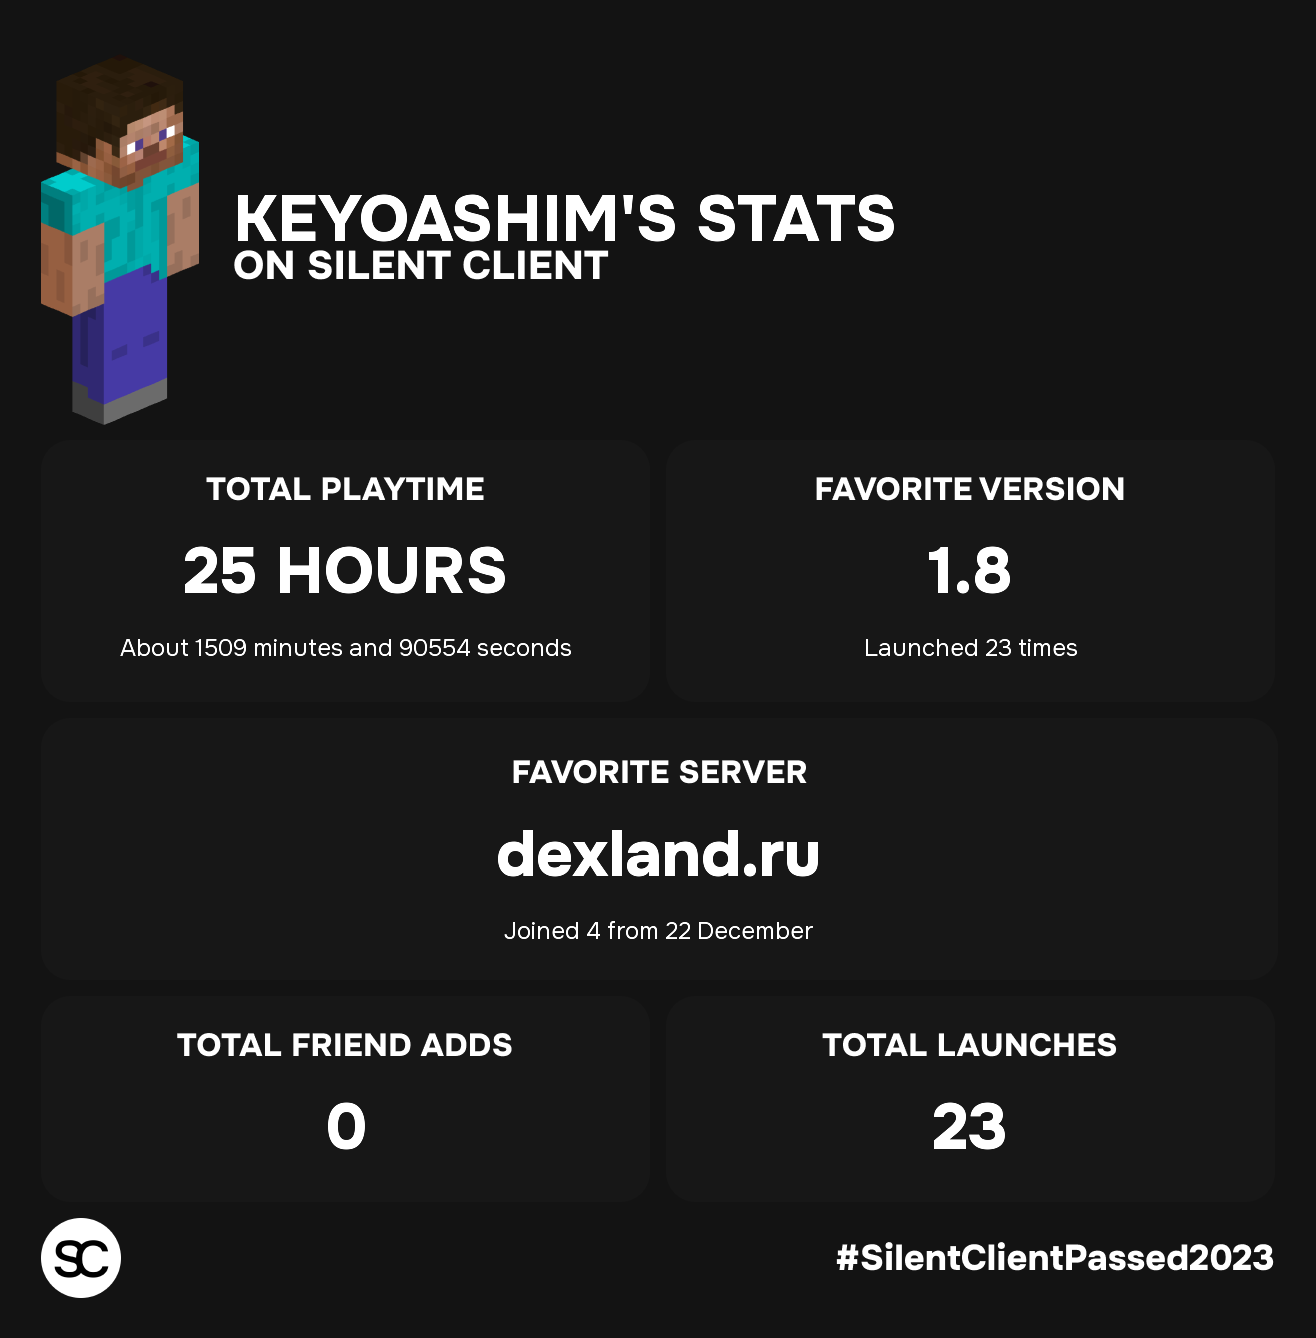 KEYOASHIM'S STATS
ON SILENT CLIENT
TOTAL PLAYTIME
25 HOURS
About 1509 minutes and 90554 seconds
FAVORITE VERSION
1.8
Launched 23 times
FAVORITE SERVER
dexland.ru
Joined 4 from 22 December
TOTAL FRIEND ADDS
0
TOTAL LAUNCHES
23
SC
#SilentClientPassed2023